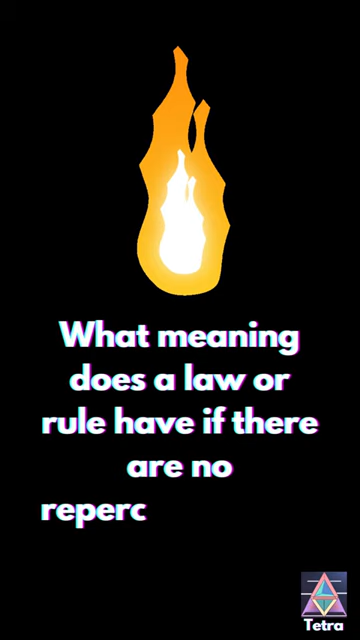 What meaning
does a law or
rule have if there
are no
reperc
Tetra